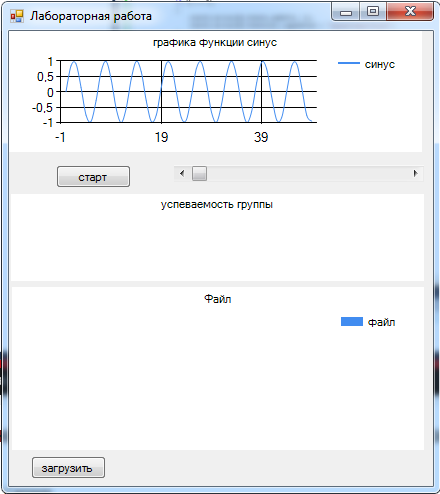 Лабораторная работа
графика функции синус
синус
1
0,5
0
-0,5
-1
-1 19 39
старт
успеваемость группы
Файл
файл
загрузить